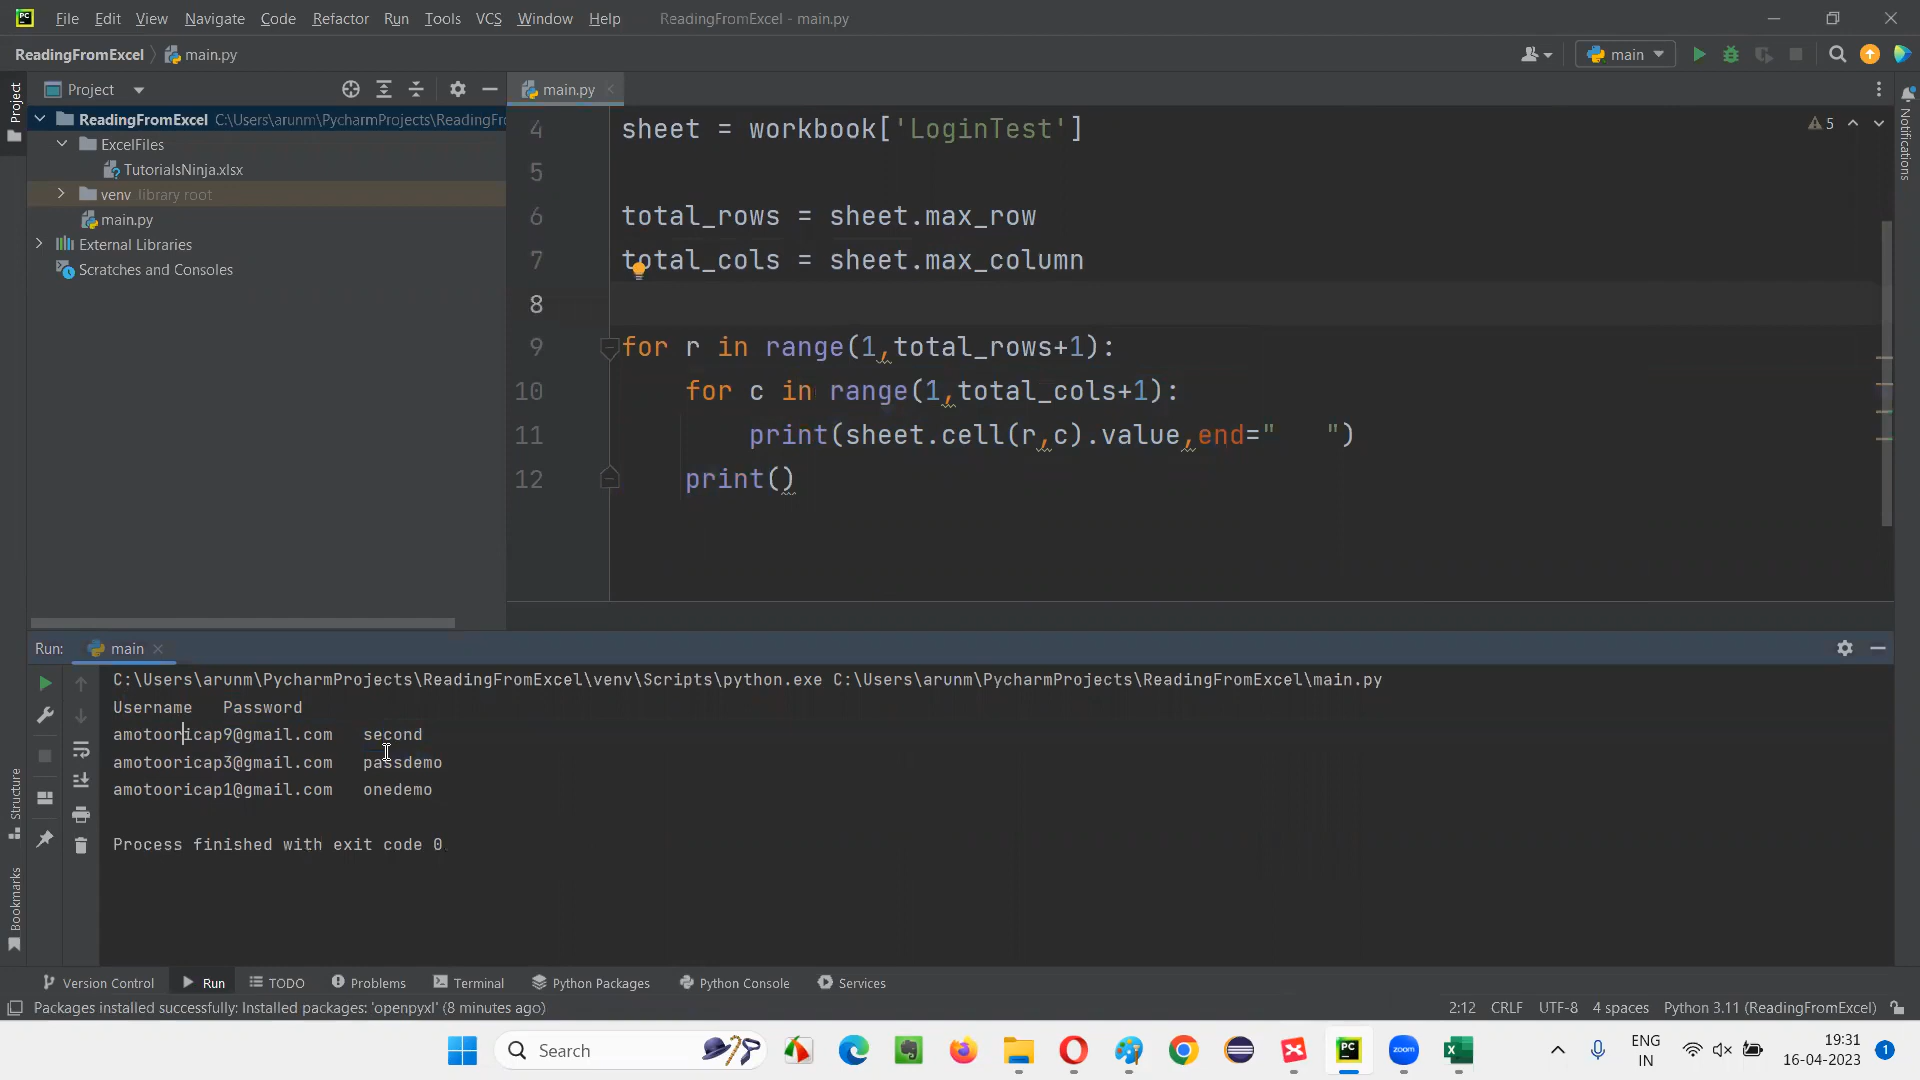 PC File Edit View Navigate Code Refactor Run Tools VCS Window Help ReadingFromExcel - main.py
ReadingFromExcel main.py main
Project main.py
Project
ReadingFromExcel C:\Users\arunm\PycharmProjects\ReadingFr
ExcelFiles
TutorialsNinja.xlsx
venv library root
main.py
External Libraries
Scratches and Consoles
4 sheet = workbook['LoginTest']
5
6 total_rows = sheet.max_row
7 total_cols = sheet.max_column
8
9 for r in range(1,total_rows+1):
10 for c in range(1,total_cols+1):
11 print(sheet.cell(r,c).value,end="   ")
12 print()
5
Notifications
Run: main
C:\Users\arunm\PycharmProjects\ReadingFromExcel\venv\Scripts\python.exe C:\Users\arunm\PycharmProjects\ReadingFromExcel\main.py
Username Password
amotooricap9@gmail.com second
amotooricap3@gmail.com passdemo
amotooricap1@gmail.com onedemo
Process finished with exit code 0
Structure
Bookmarks
Version Control Run TODO Problems Terminal Python Packages Python Console Services
Packages installed successfully: Installed packages: 'openpyxl' (8 minutes ago) 2:12 CRLF UTF-8 4 spaces Python 3.11 (ReadingFromExcel)
Search PC zoom ENG 19:31
IN 16-04-2023 1